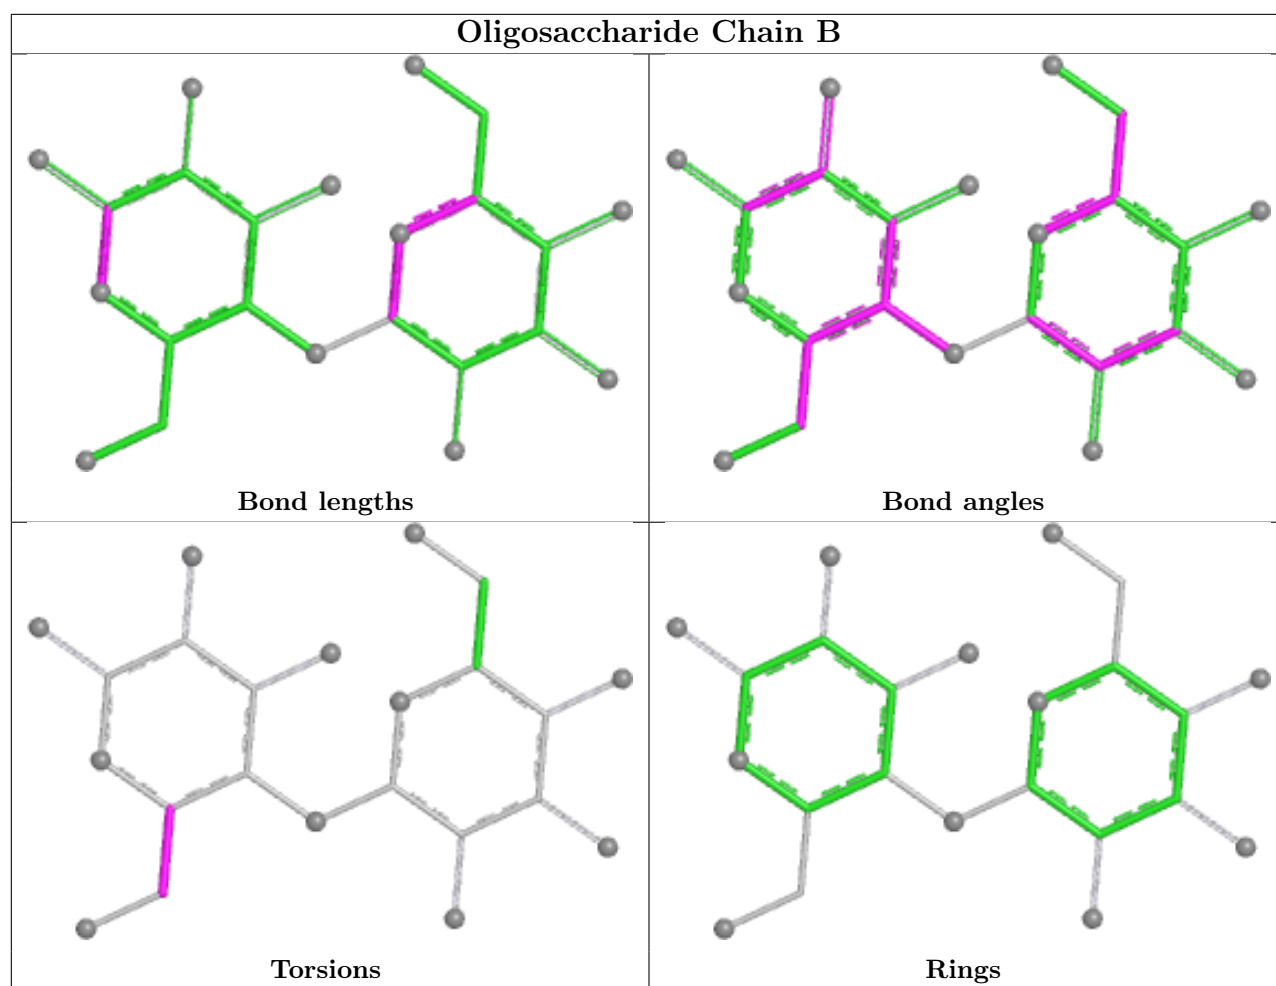 Oligosaccharide Chain B
Bond lengths
Bond angles
Torsions
Rings